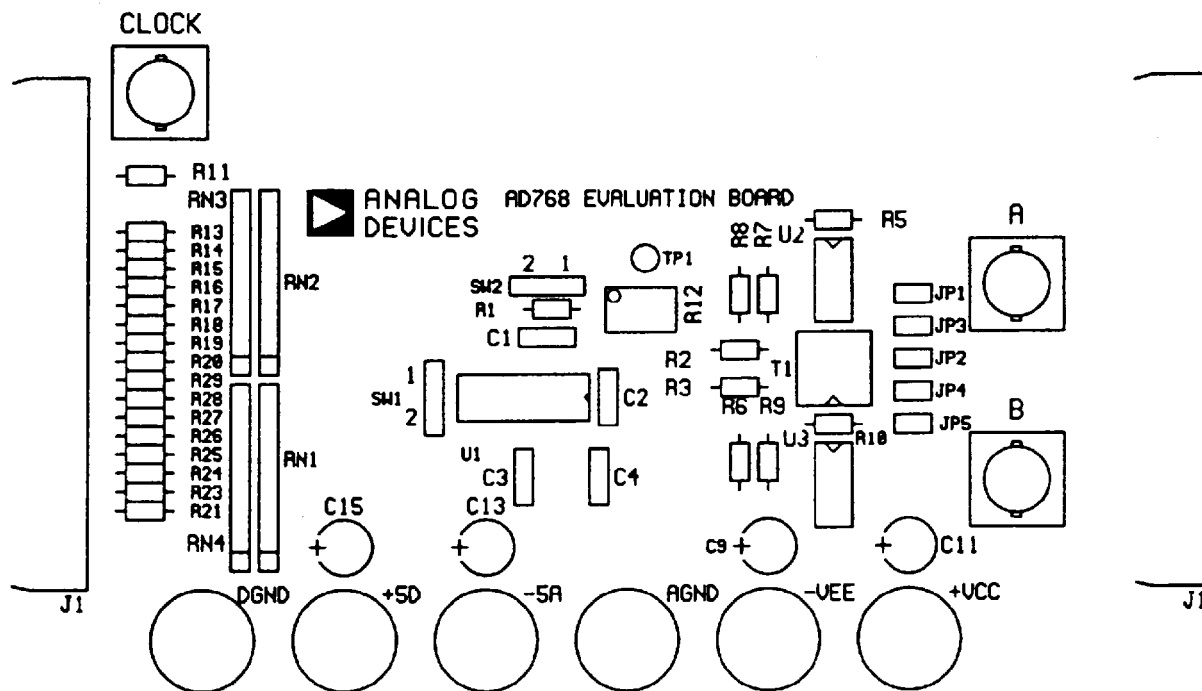 CLOCK
R11
RN3
ANALOG
DEVICES
AD768 EVALUATION BOARD
R5
A
R13
R14
R15
R16
R17
R18
R19
R20
R29
R28
R27
R26
R25
R24
R23
R21
RN2
RN1
RN4
2 1
SW2
R1
C1
TP1
R12
R8
R7
U2
JP1
JP3
JP2
JP4
JP5
R2
R3
T1
1
SW1
2
C2
R6
R9
B
U3
R10
U1
C3
C4
C15
C13
C9
C11
DGND
+5D
-5A
AGND
-VEE
+VCC
J1
J1